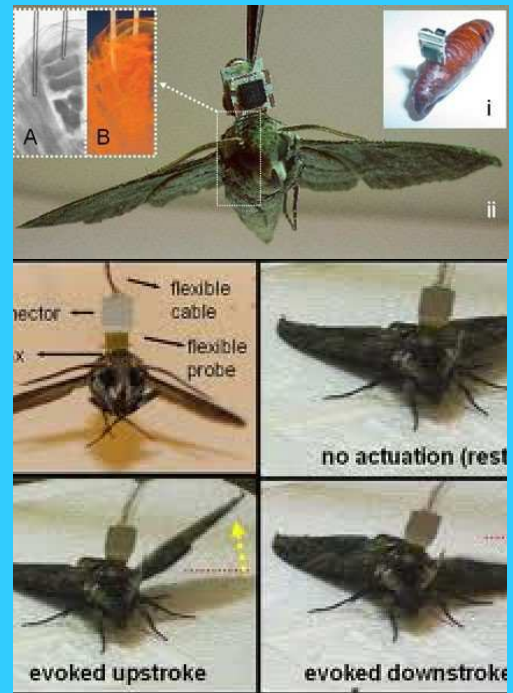 A
B
i
ii
flexible
cable
nector
flexible
probe
x
no actuation (rest
evoked upstroke
evoked downstroke